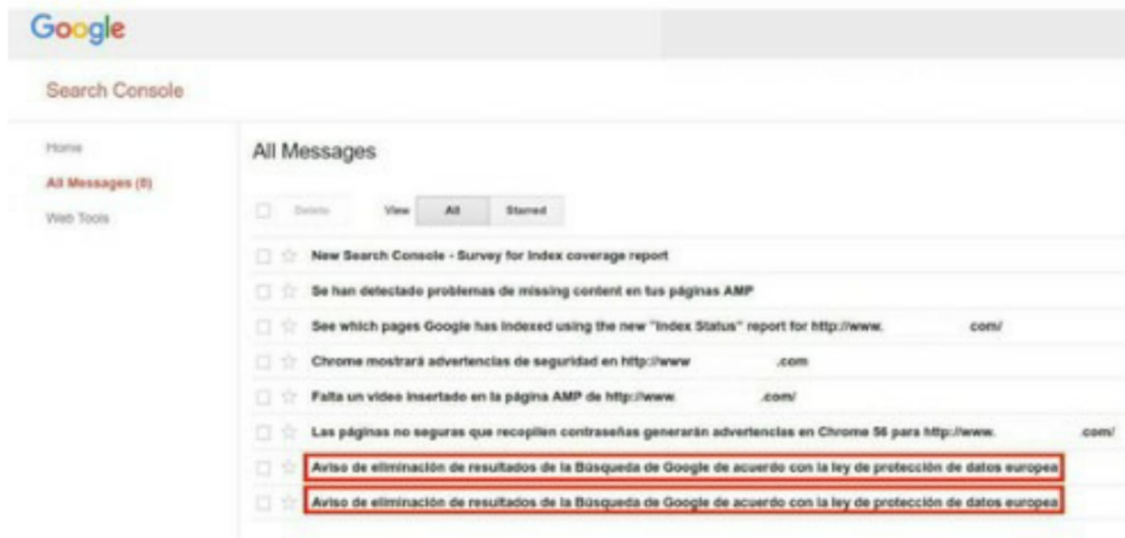 Google
Search Console
Home
All Messages (8)
Web Tools
All Messages
Delete View All Starred
New Search Console - Survey for Index coverage report
Se han detectado problemas de missing content en tus páginas AMP
See which pages Google has indexed using the new "Index Status" report for http://www. com/
Chrome mostrará advertencias de seguridad en http://www .com
Falta un video insertado en la página AMP de http://www. .com/
Las páginas no seguras que recopilen contraseñas generarán advertencias en Chrome 56 para http://www. .com/
Aviso de eliminación de resultados de la Búsqueda de Google de acuerdo con la ley de protección de datos europea
Aviso de eliminación de resultados de la Búsqueda de Google de acuerdo con la ley de protección de datos europea